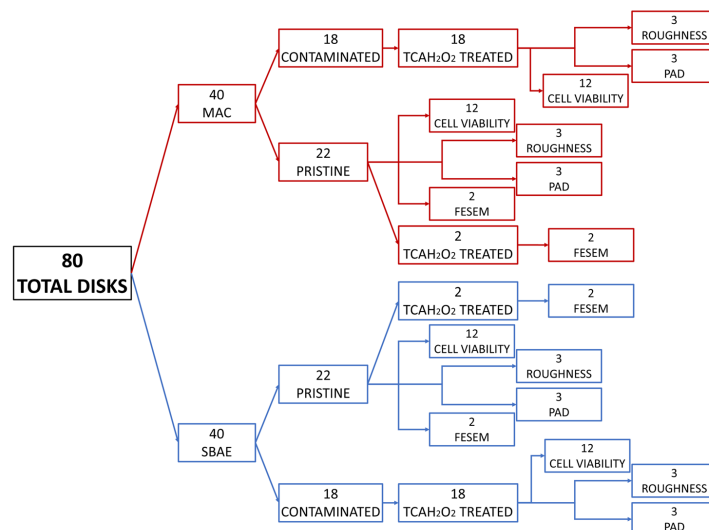 18
CONTAMINATED
18
TCAH₂O₂ TREATED
3
ROUGHNESS
3
PAD
12
CELL VIABILITY
40
MAC
22
PRISTINE
12
CELL VIABILITY
3
ROUGHNESS
3
PAD
2
FESEM
2
TCAH₂O₂ TREATED
2
FESEM
80
TOTAL DISKS
2
TCAH₂O₂ TREATED
2
FESEM
22
PRISTINE
12
CELL VIABILITY
3
ROUGHNESS
3
PAD
2
FESEM
40
SBAE
18
CONTAMINATED
18
TCAH₂O₂ TREATED
12
CELL VIABILITY
3
ROUGHNESS
3
PAD